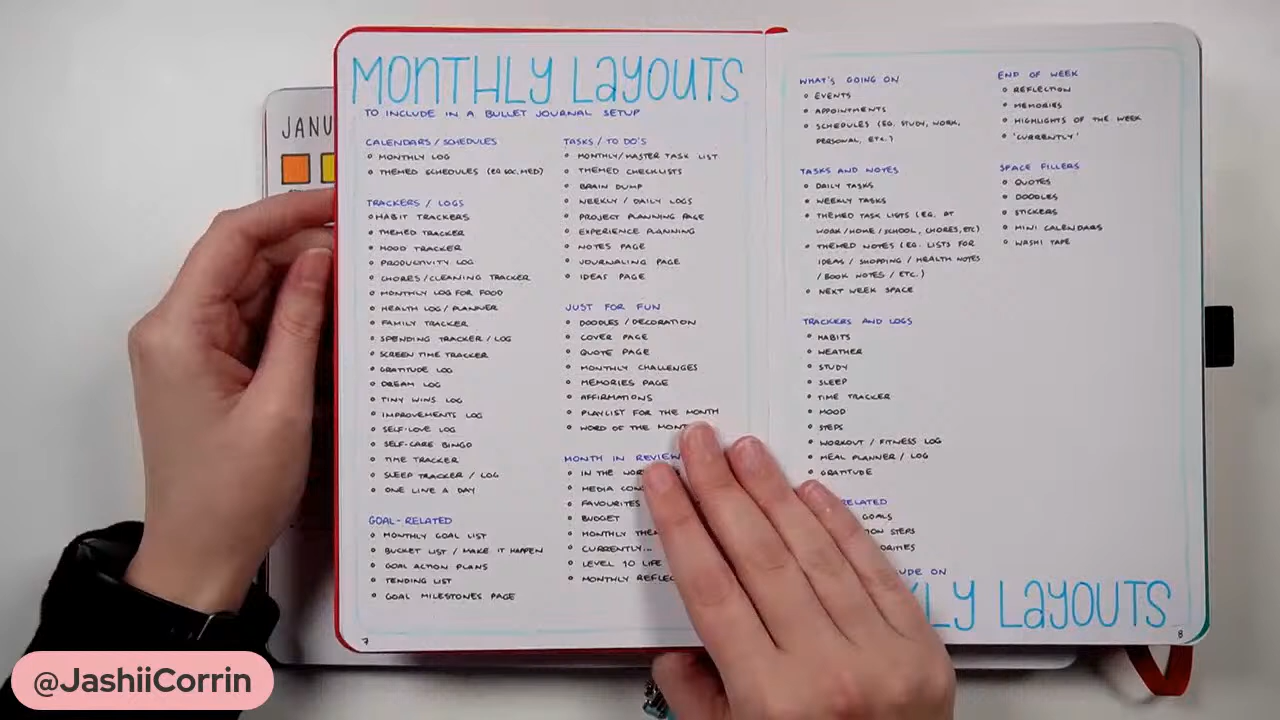 JANU
MONTHLY LAYOUTS
TO INCLUDE IN A BULLET JOURNAL SETUP
CALENDARS / SCHEDULES
MONTHLY LOG
THEMED SCHEDULES (EG SOC. MED)
TRACKERS / LOGS
HABIT TRACKERS
THEMED TRACKER
MOOD TRACKER
PRODUCTIVITY LOG
CHORES / CLEANING TRACKER
MONTHLY LOG FOR FOOD
HEALTH LOG / PLANNER
FAMILY TRACKER
SPENDING TRACKER / LOG
SCREEN TIME TRACKER
GRATITUDE LOG
DREAM LOG
TINY WINS LOG
IMPROVEMENTS LOG
SELF-LOVE LOG
SELF-CARE BINGO
TIME TRACKER
SLEEP TRACKER / LOG
ONE LINE A DAY
GOAL-RELATED
MONTHLY GOAL LIST
BUCKET LIST / MAKE IT HAPPEN
GOAL ACTION PLANS
TENDING LIST
GOAL MILESTONES PAGE
7
TASKS / TO DO'S
MONTHLY/MASTER TASK LIST
THEMED CHECKLISTS
BRAIN DUMP
WEEKLY / DAILY LOGS
PROJECT PLANNING PAGE
EXPERIENCE PLANNING
NOTES PAGE
JOURNALING PAGE
IDEAS PAGE
JUST FOR FUN
DOODLES / DECORATION
COVER PAGE
QUOTE PAGE
MONTHLY CHALLENGES
MEMORIES PAGE
AFFIRMATIONS
PLAYLIST FOR THE MONTH
WORD OF THE MONT
MONTH IN REVIEW
IN THE WOR
MEDIA CON
FAVOURITES
BUDGET
MONTHLY THE
CURRENTLY...
LEVEL 10 LIFE
MONTHLY REFLEC
WHAT'S GOING ON
EVENTS
APPOINTMENTS
SCHEDULES (EG. STUDY, WORK,
PERSONAL, ETC.)
TASKS AND NOTES
DAILY TASKS
WEEKLY TASKS
THEMED TASK LISTS (EG. AT
WORK/HOME/SCHOOL, CHORES, ETC)
THEMED NOTES (EG. LISTS FOR
IDEAS / SHOPPING / HEALTH NOTES
/ BOOK NOTES / ETC.)
NEXT WEEK SPACE
TRACKERS AND LOGS
HABITS
WEATHER
STUDY
SLEEP
TIME TRACKER
MOOD
STEPS
WORKOUT / FITNESS LOG
MEAL PLANNER / LOG
GRATITUDE
RELATED
GOALS
ON STEPS
ORITIES
END OF WEEK
REFLECTION
MEMORIES
HIGHLIGHTS OF THE WEEK
'CURRENTLY'
SPACE FILLERS
QUOTES
DOODLES
STICKERS
MINI CALENDARS
WASHI TAPE
UDE ON
LY LAYOUTS
8
@JashiiCorrin